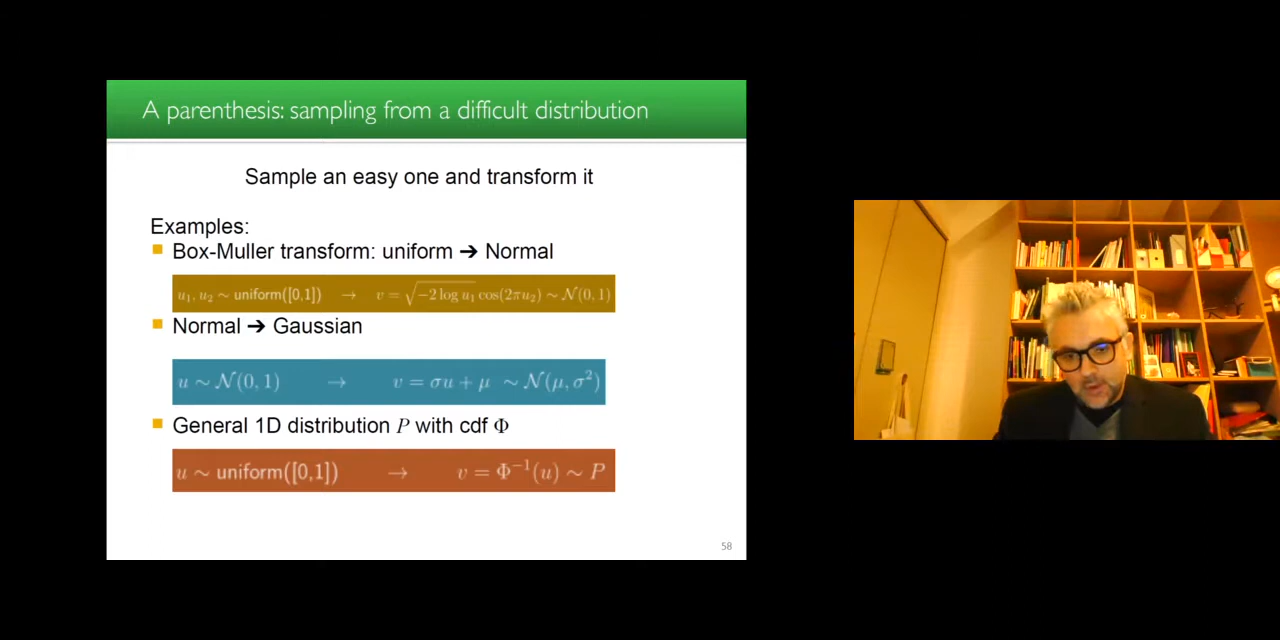 A parenthesis: sampling from a difficult distribution
Sample an easy one and transform it
Examples:
Box-Muller transform: uniform ➔ Normal
u₁, u₂ ~ uniform([0,1]) → v = √(−2 log u₁) cos(2πu₂) ~ 𝒩(0, 1)
Normal ➔ Gaussian
u ~ 𝒩(0, 1) → v = σu + μ ~ 𝒩(μ, σ²)
General 1D distribution P with cdf Φ
u ~ uniform([0,1]) → v = Φ⁻¹(u) ~ P
58